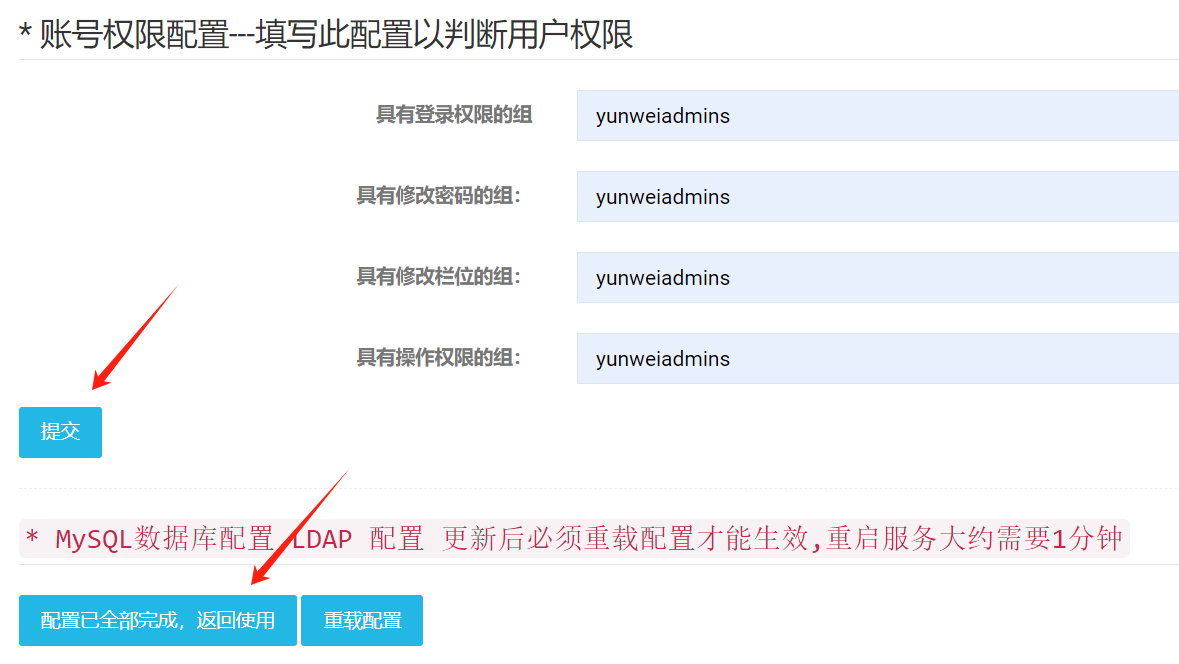 * 账号权限配置---填写此配置以判断用户权限
具有登录权限的组 yunweiadmins
具有修改密码的组: yunweiadmins
具有修改栏位的组: yunweiadmins
具有操作权限的组: yunweiadmins
提交
* MySQL数据库配置 LDAP 配置 更新后必须重载配置才能生效,重启服务大约需要1分钟
配置已全部完成，返回使用 重载配置